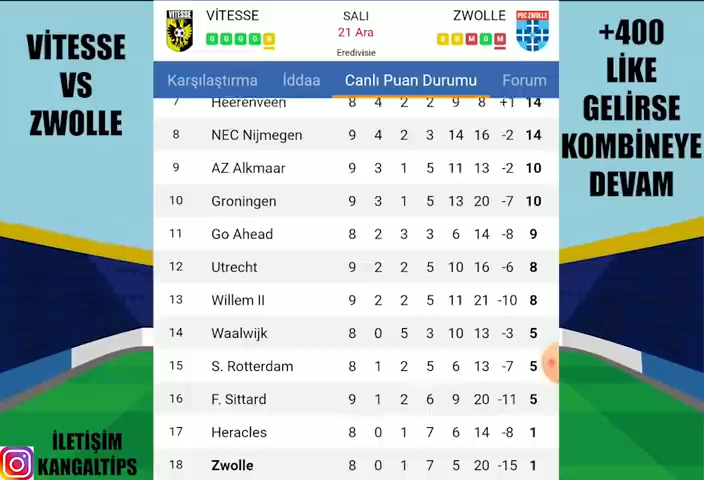 VİTESSE
VS
ZWOLLE
VİTESSE
G G G G B
SALI
21 Ara
Eredivisie
ZWOLLE
B B M G M
PEC ZWOLLE
Karşılaştırma İddaa Canlı Puan Durumu Forum
7 Heerenveen 8 4 2 2 9 8 +1 14
8 NEC Nijmegen 9 4 2 3 14 16 -2 14
9 AZ Alkmaar 9 3 1 5 11 13 -2 10
10 Groningen 9 3 1 5 13 20 -7 10
11 Go Ahead 8 2 3 3 6 14 -8 9
12 Utrecht 9 2 2 5 10 16 -6 8
13 Willem II 9 2 2 5 11 21 -10 8
14 Waalwijk 8 0 5 3 10 13 -3 5
15 S. Rotterdam 8 1 2 5 6 13 -7 5
16 F. Sittard 9 1 2 6 9 20 -11 5
17 Heracles 8 0 1 7 6 14 -8 1
18 Zwolle 8 0 1 7 5 20 -15 1
+400
LİKE
GELİRSE
KOMBİNEYE
DEVAM
İLETİŞİM
KANGALTİPS